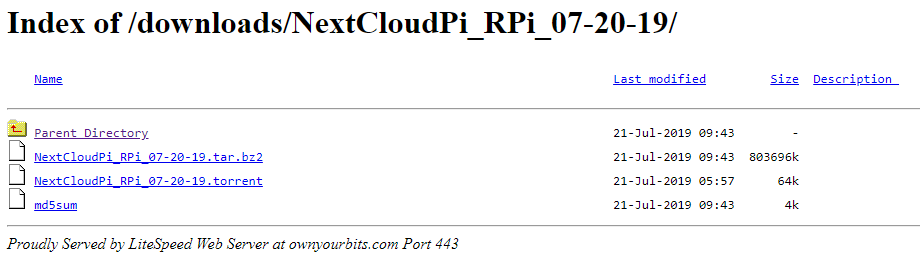 Index of /downloads/NextCloudPi_RPi_07-20-19/
Name Last modified Size Description
Parent Directory 21-Jul-2019 09:43 -
NextCloudPi_RPi_07-20-19.tar.bz2 21-Jul-2019 09:43 803696k
NextCloudPi_RPi_07-20-19.torrent 21-Jul-2019 05:57 64k
md5sum 21-Jul-2019 09:43 4k
Proudly Served by LiteSpeed Web Server at ownyourbits.com Port 443